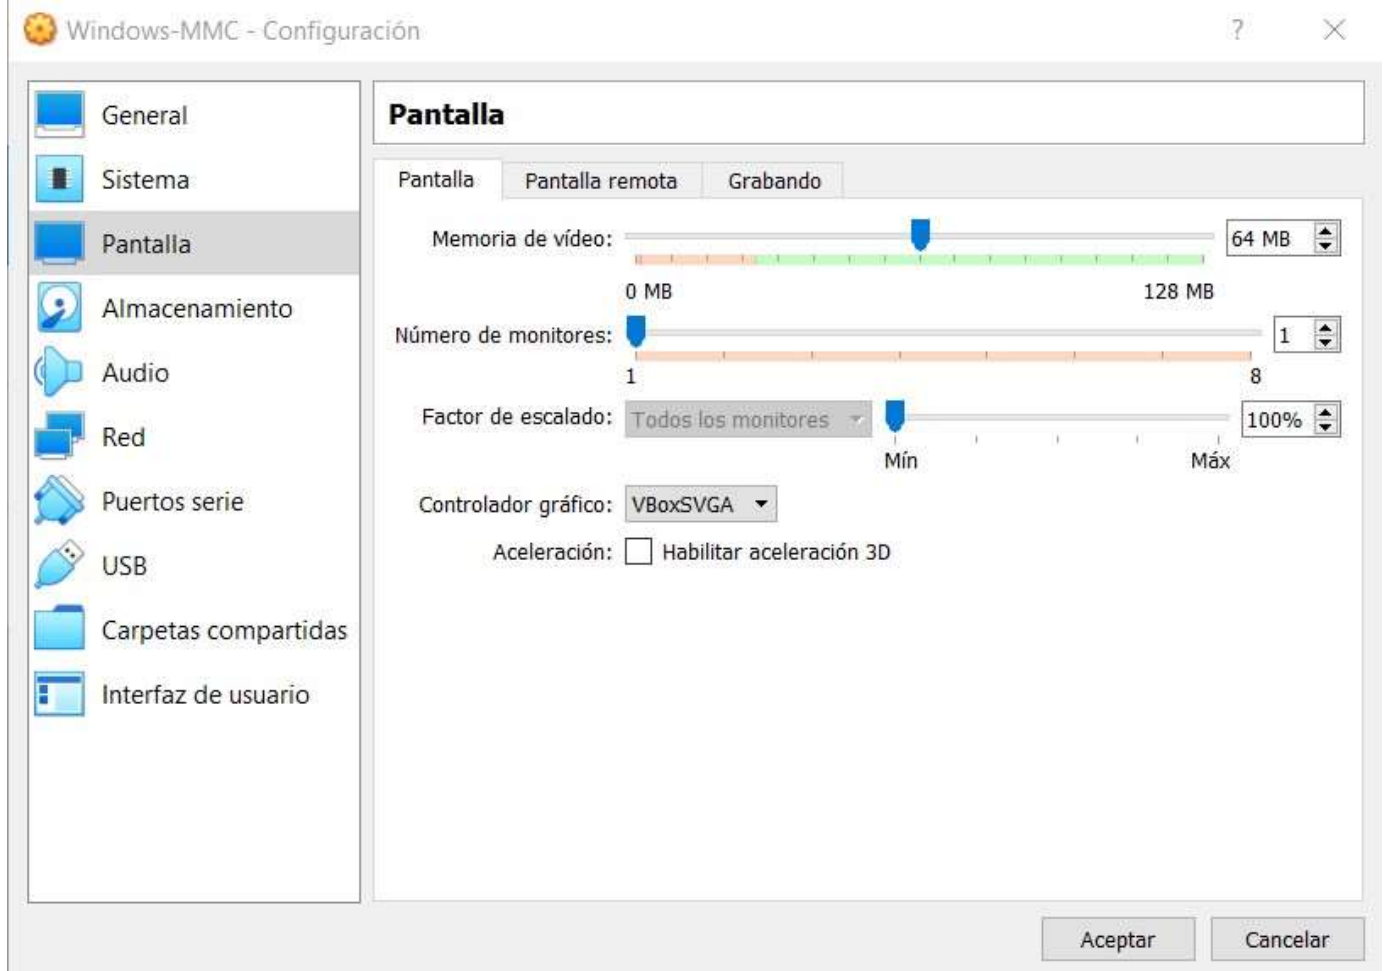 Windows-MMC - Configuración
?
General
Sistema
Pantalla
Almacenamiento
Audio
Red
Puertos serie
USB
Carpetas compartidas
Interfaz de usuario
Pantalla
Pantalla Pantalla remota Grabando
Memoria de vídeo: 64 MB
0 MB 128 MB
Número de monitores: 1
1 8
Factor de escalado: Todos los monitores 100%
Mín Máx
Controlador gráfico: VBoxSVGA
Aceleración: Habilitar aceleración 3D
Aceptar Cancelar